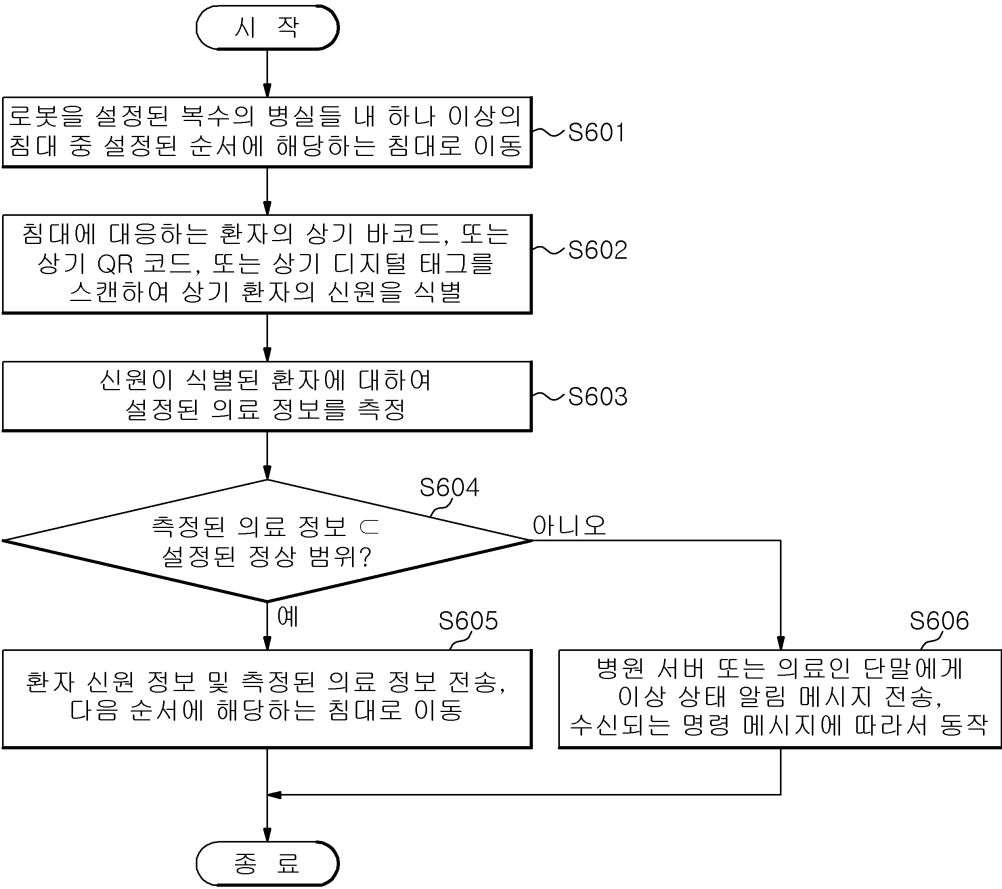 시 작
로봇을 설정된 복수의 병실들 내 하나 이상의
침대 중 설정된 순서에 해당하는 침대로 이동
S601
침대에 대응하는 환자의 상기 바코드, 또는
상기 QR 코드, 또는 상기 디지털 태그를
스캔하여 상기 환자의 신원을 식별
S602
신원이 식별된 환자에 대하여
설정된 의료 정보를 측정
S603
S604
측정된 의료 정보 ⊂
설정된 정상 범위?
아니오
예
S605
환자 신원 정보 및 측정된 의료 정보 전송,
다음 순서에 해당하는 침대로 이동
S606
병원 서버 또는 의료인 단말에게
이상 상태 알림 메시지 전송,
수신되는 명령 메시지에 따라서 동작
종 료